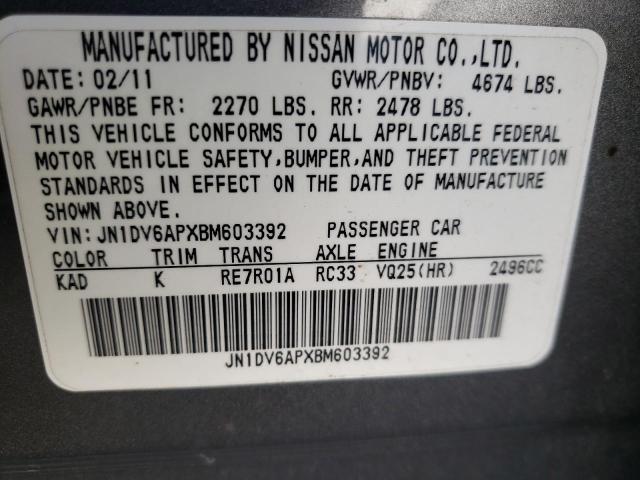 MANUFACTURED BY NISSAN MOTOR CO.,LTD.
DATE: 02/11 GVWR/PNBV: 4674 LBS.
GAWR/PNBE FR: 2270 LBS. RR: 2478 LBS.
THIS VEHICLE CONFORMS TO ALL APPLICABLE FEDERAL
MOTOR VEHICLE SAFETY,BUMPER,AND THEFT PREVENTION
STANDARDS IN EFFECT ON THE DATE OF MANUFACTURE
SHOWN ABOVE.
VIN:JN1DV6APXBM603392 PASSENGER CAR
COLOR TRIM TRANS AXLE ENGINE
KAD K RE7R01A RC33 VQ25(HR) 2496CC
JN1DV6APXBM603392